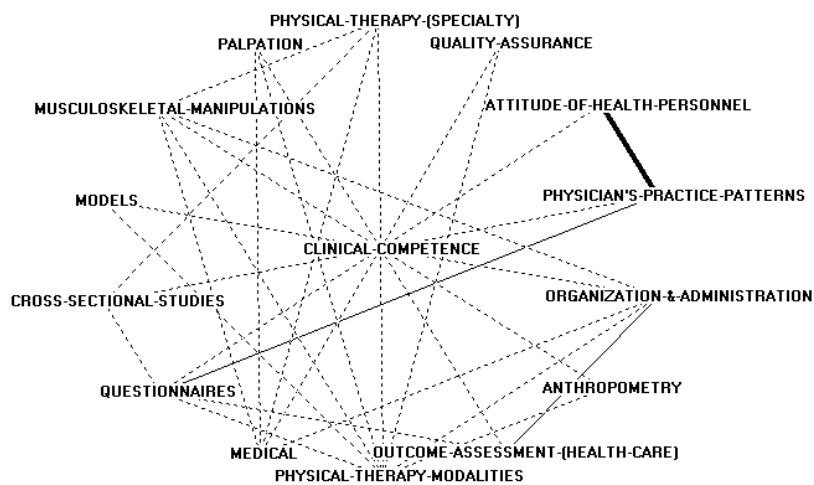 PHYSICAL-THERAPY-(SPECIALTY)
PALPATION
QUALITY-ASSURANCE
MUSCULOSKELETAL-MANIPULATIONS
ATTITUDE-OF-HEALTH-PERSONNEL
MODELS
PHYSICIAN'S-PRACTICE-PATTERNS
CLINICAL-COMPETENCE
CROSS-SECTIONAL-STUDIES
ORGANIZATION-&-ADMINISTRATION
QUESTIONNAIRES
ANTHROPOMETRY
MEDICAL
OUTCOME-ASSESSMENT-(HEALTH-CARE)
PHYSICAL-THERAPY-MODALITIES